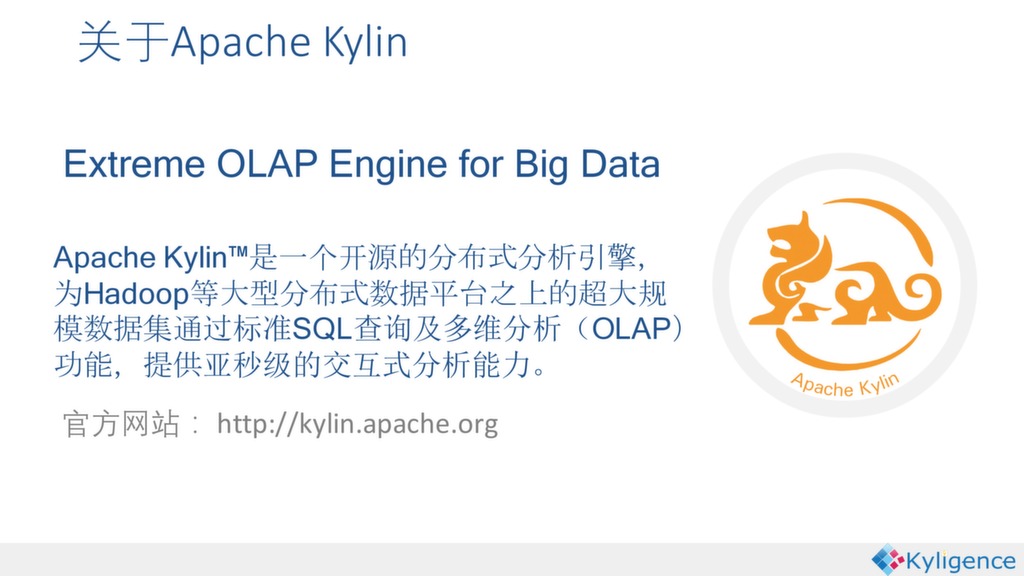 关于Apache Kylin
Extreme OLAP Engine for Big Data
Apache Kylin™是一个开源的分布式分析引擎，
为Hadoop等大型分布式数据平台之上的超大规
模数据集通过标准SQL查询及多维分析（OLAP）
功能，提供亚秒级的交互式分析能力。
官方网站： http://kylin.apache.org
Apache Kylin
Kyligence